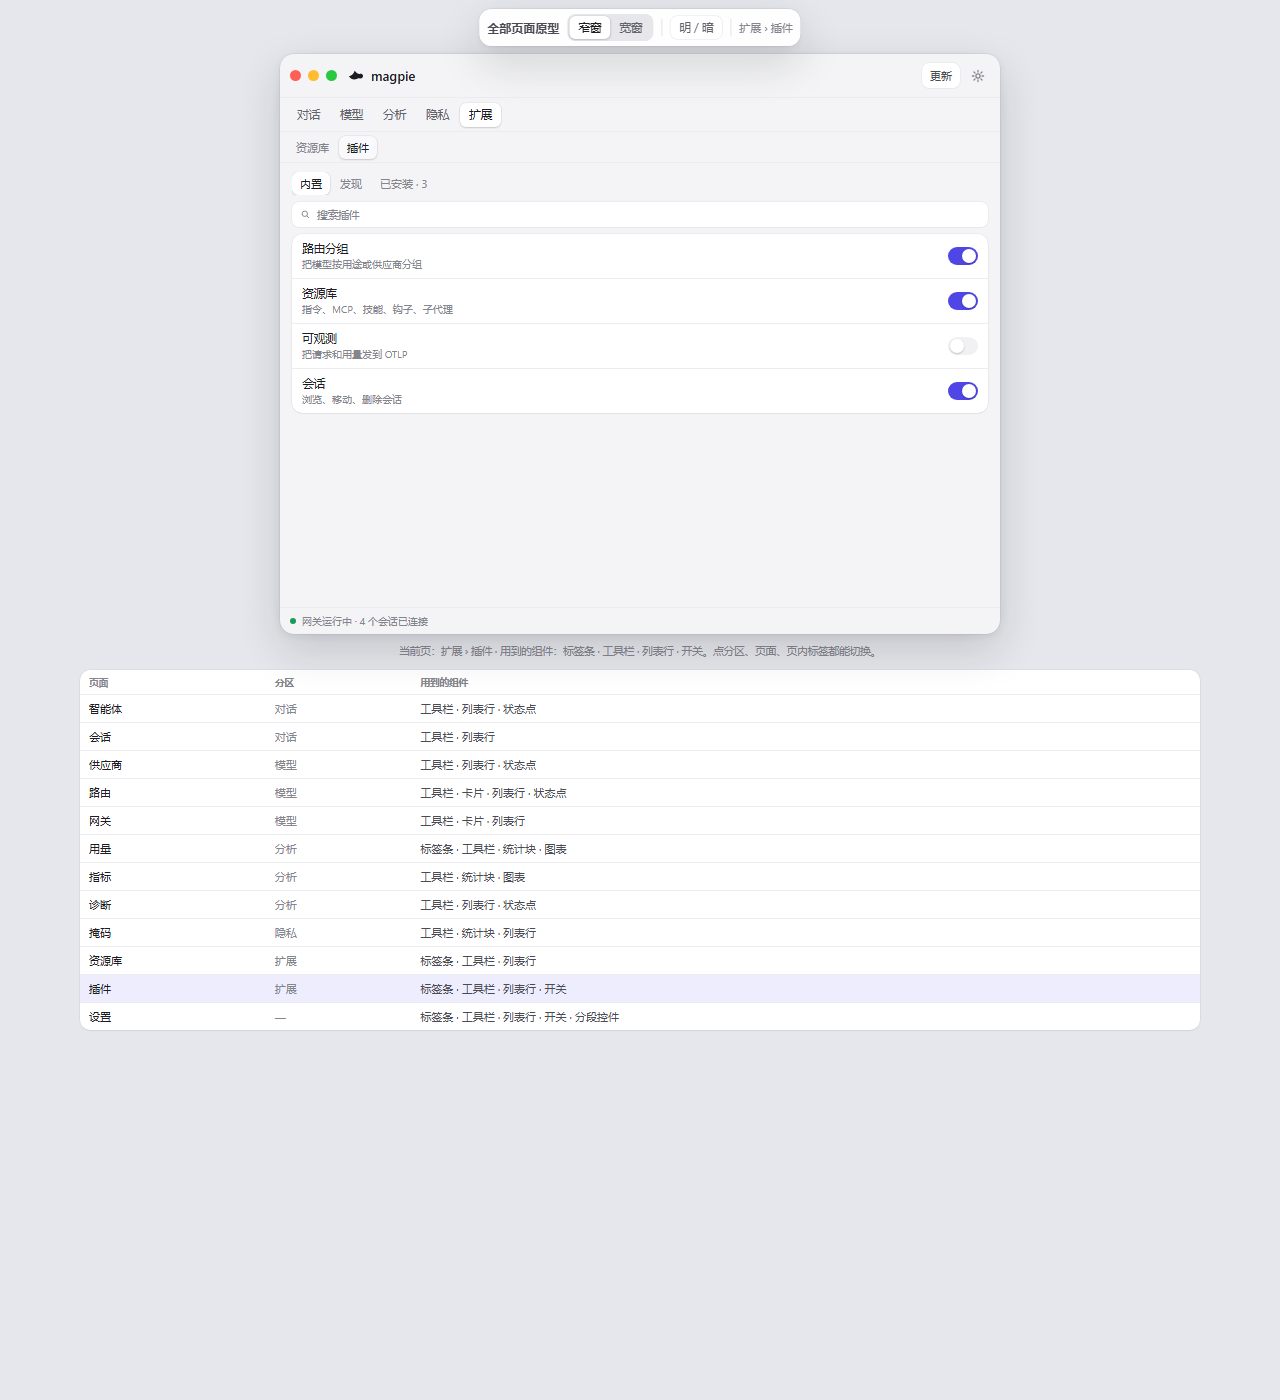 全部页面原型 窄窗 宽窗 明 / 暗 扩展 › 插件
magpie 更新
对话 模型 分析 隐私 扩展
资源库 插件
内置 发现 已安装 · 3
搜索插件
路由分组
把模型按用途或供应商分组
资源库
指令、MCP、技能、钩子、子代理
可观测
把请求和用量发到 OTLP
会话
浏览、移动、删除会话
网关运行中 · 4 个会话已连接
当前页：扩展 › 插件 · 用到的组件：标签条 · 工具栏 · 列表行 · 开关。点分区、页面、页内标签都能切换。
页面 分区 用到的组件
智能体 对话 工具栏 · 列表行 · 状态点
会话 对话 工具栏 · 列表行
供应商 模型 工具栏 · 列表行 · 状态点
路由 模型 工具栏 · 卡片 · 列表行 · 状态点
网关 模型 工具栏 · 卡片 · 列表行
用量 分析 标签条 · 工具栏 · 统计块 · 图表
指标 分析 工具栏 · 统计块 · 图表
诊断 分析 工具栏 · 列表行 · 状态点
掩码 隐私 工具栏 · 统计块 · 列表行
资源库 扩展 标签条 · 工具栏 · 列表行
插件 扩展 标签条 · 工具栏 · 列表行 · 开关
设置 — 标签条 · 工具栏 · 列表行 · 开关 · 分段控件